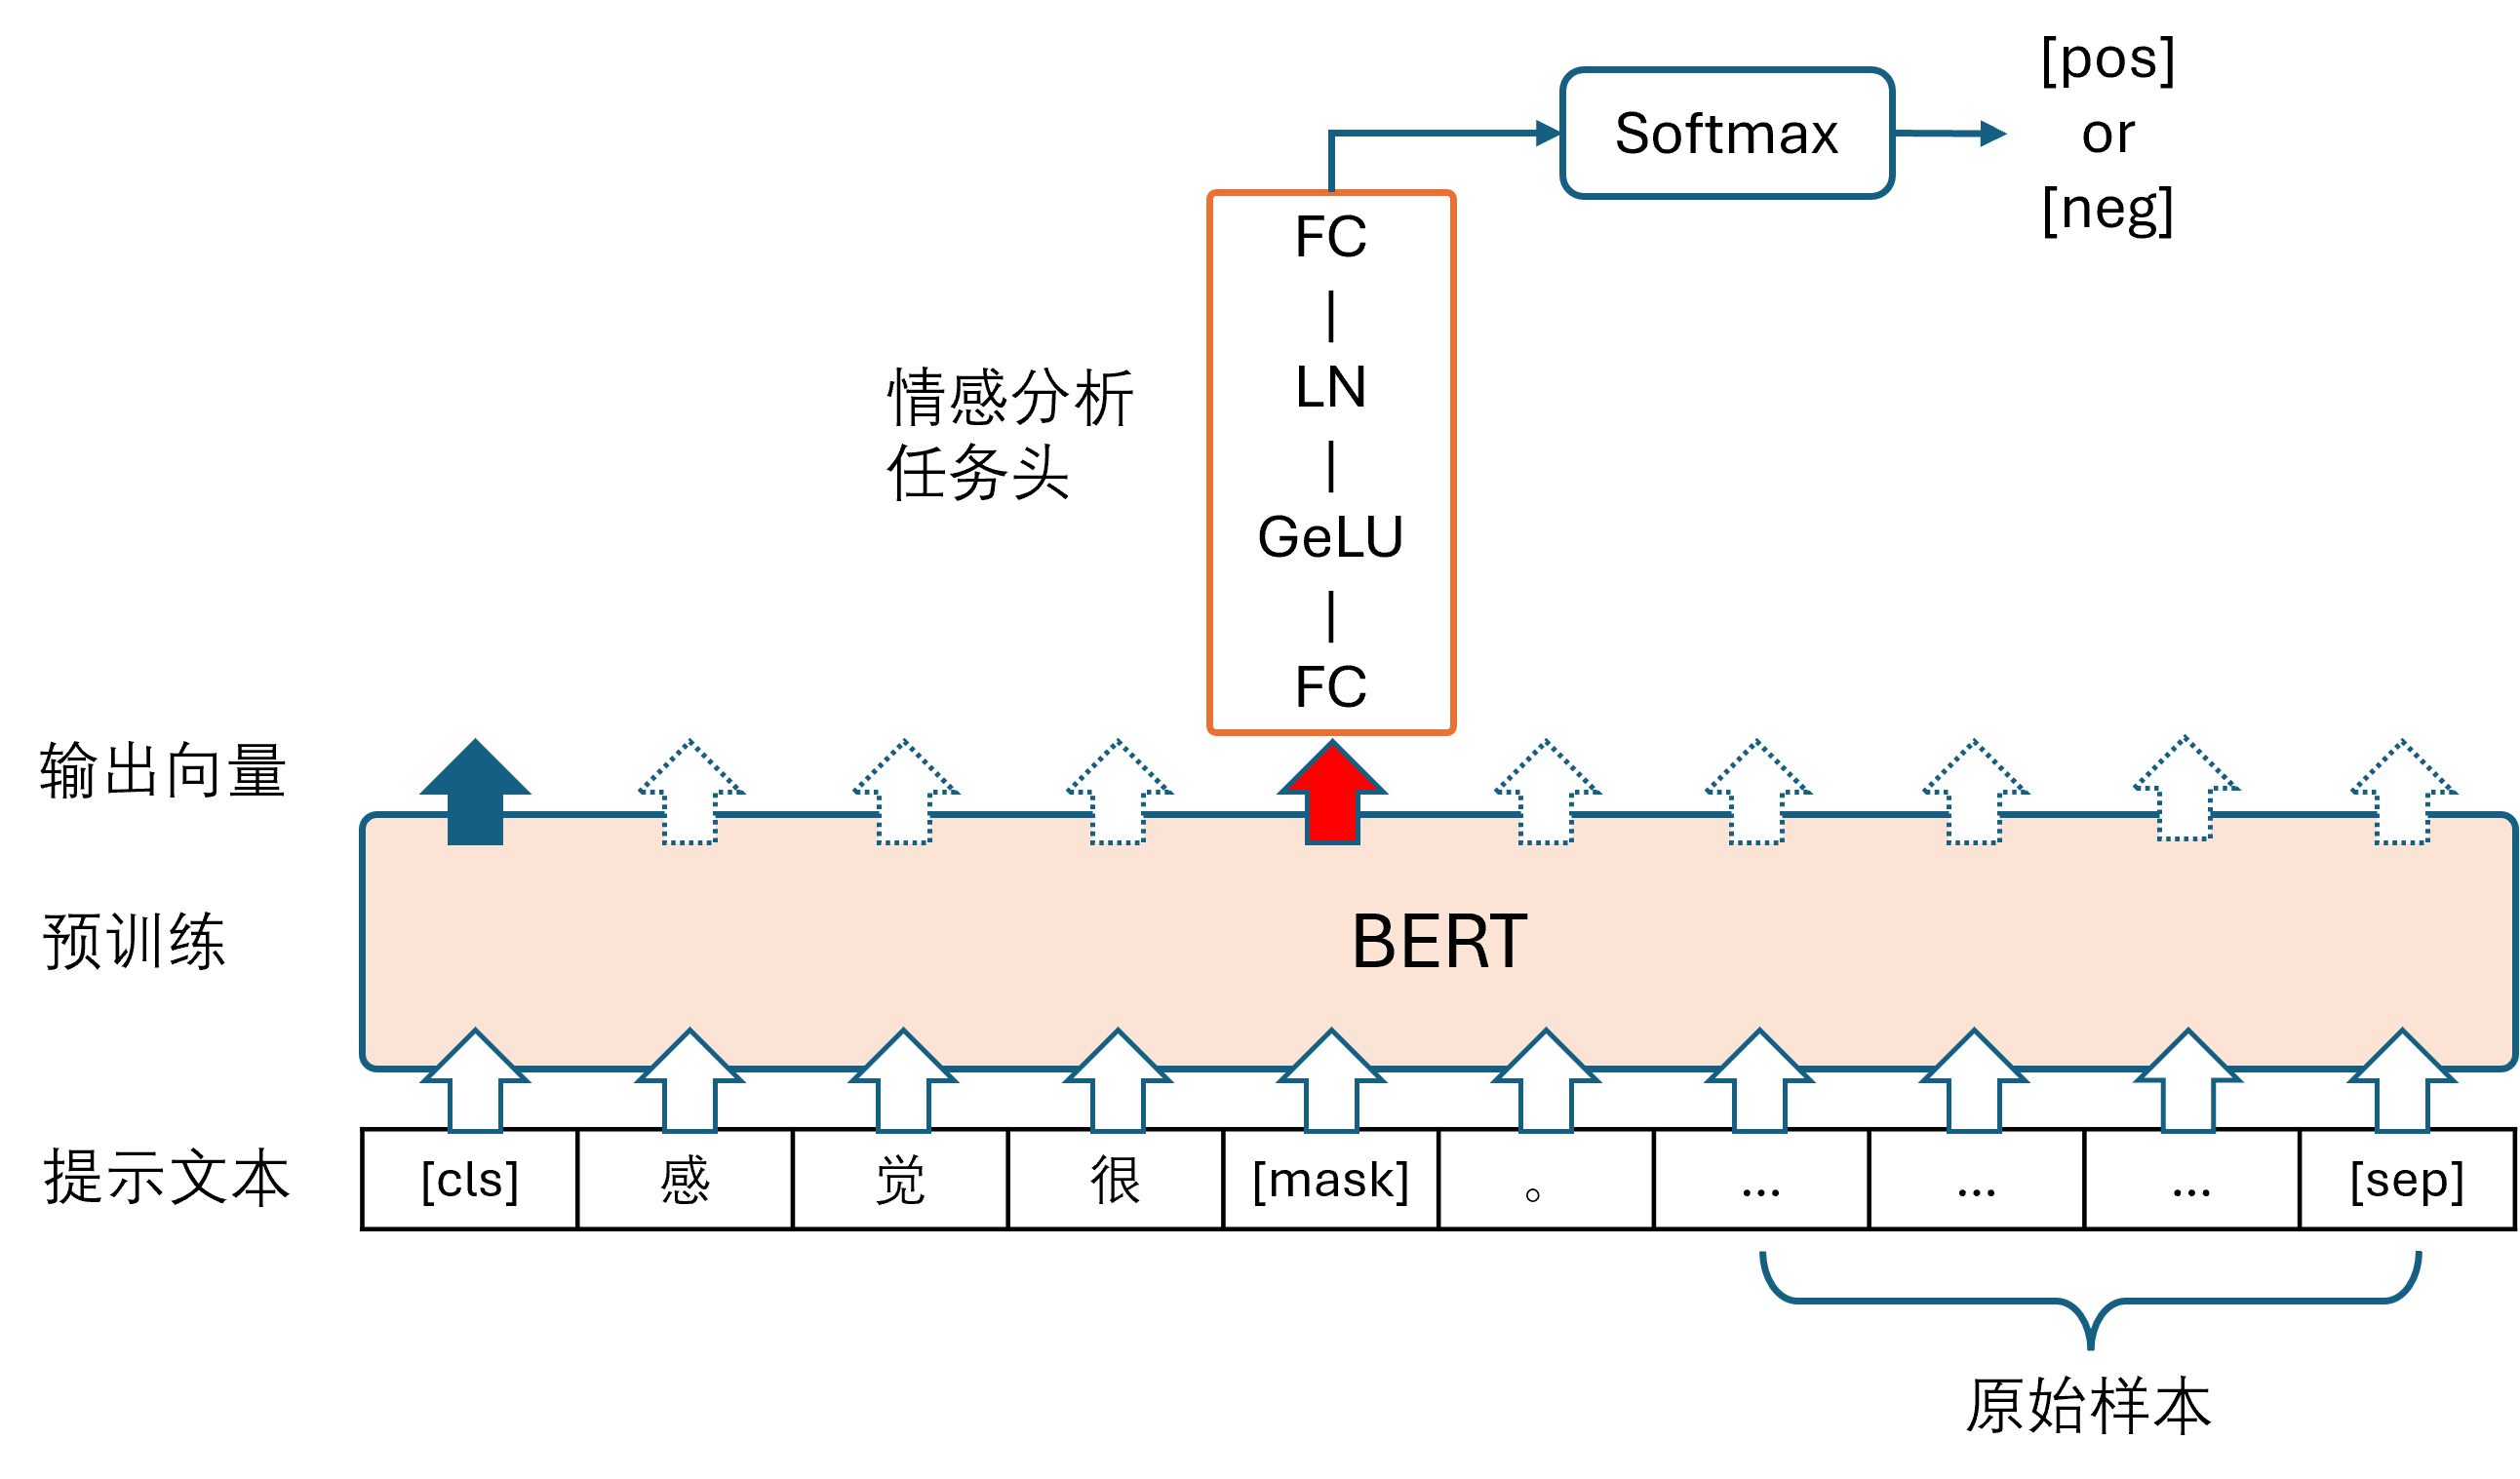 [pos]
or
[neg]
Softmax
FC
|
LN
|
GeLU
|
FC
情感分析
任务头
输出向量
预训练
BERT
提示文本
[cls] 感 觉 很 [mask] 。 ... ... ... [sep]
原始样本